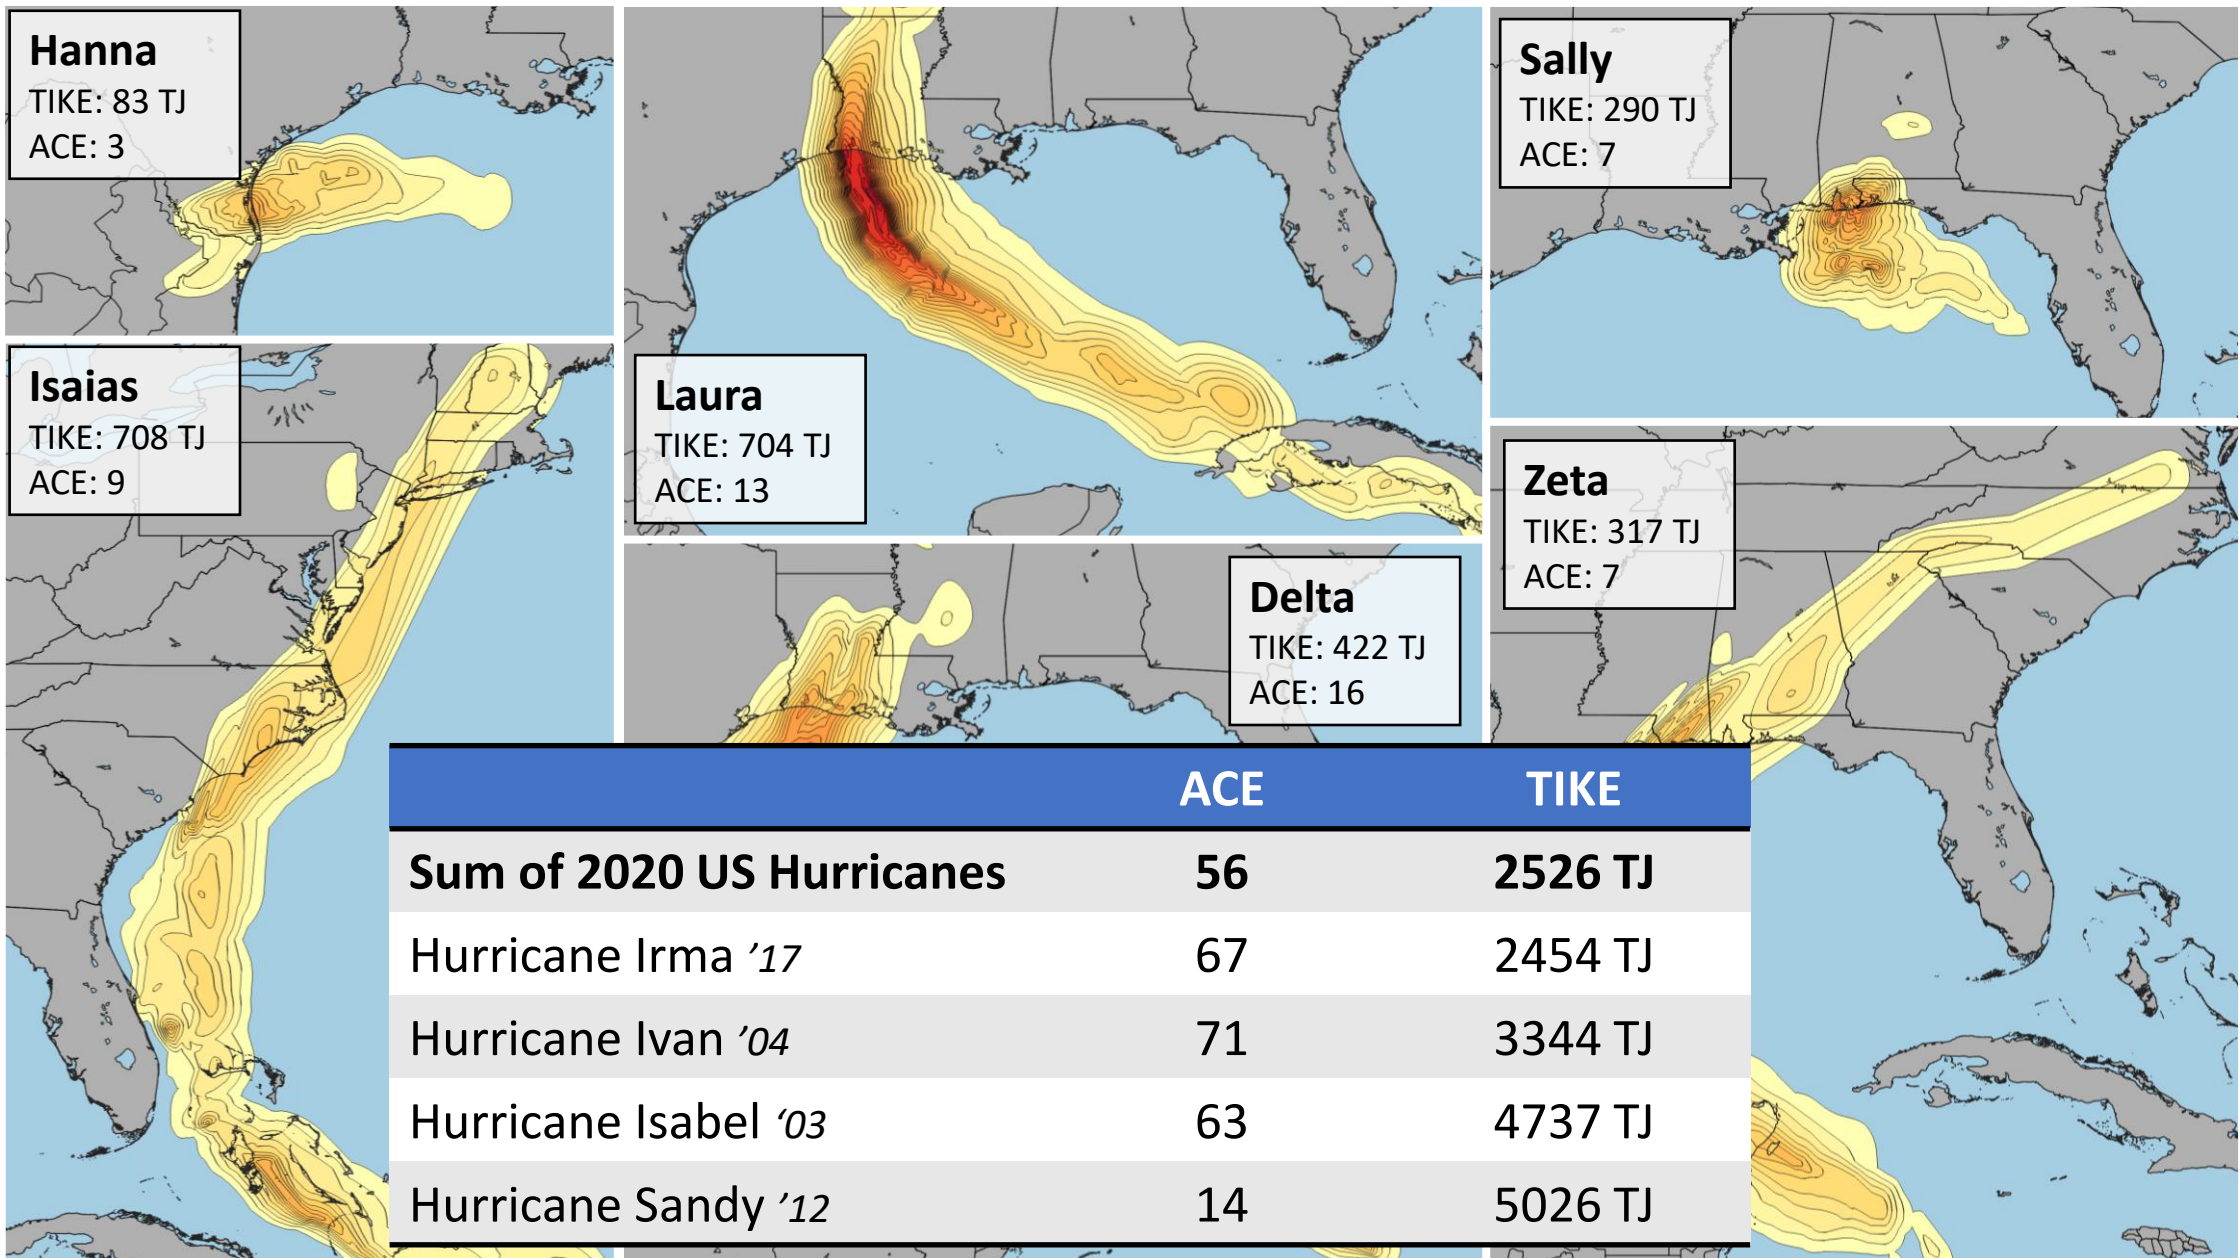 Hanna
TIKE: 83 TJ
ACE: 3
Laura
TIKE: 704 TJ
ACE: 13
Sally
TIKE: 290 TJ
ACE: 7
Isaias
TIKE: 708 TJ
ACE: 9
Delta
TIKE: 422 TJ
ACE: 16
Zeta
TIKE: 317 TJ
ACE: 7
ACE TIKE
Sum of 2020 US Hurricanes 56 2526 TJ
Hurricane Irma ’17 67 2454 TJ
Hurricane Ivan ’04 71 3344 TJ
Hurricane Isabel ‘03 63 4737 TJ
Hurricane Sandy ’12 14 5026 TJ